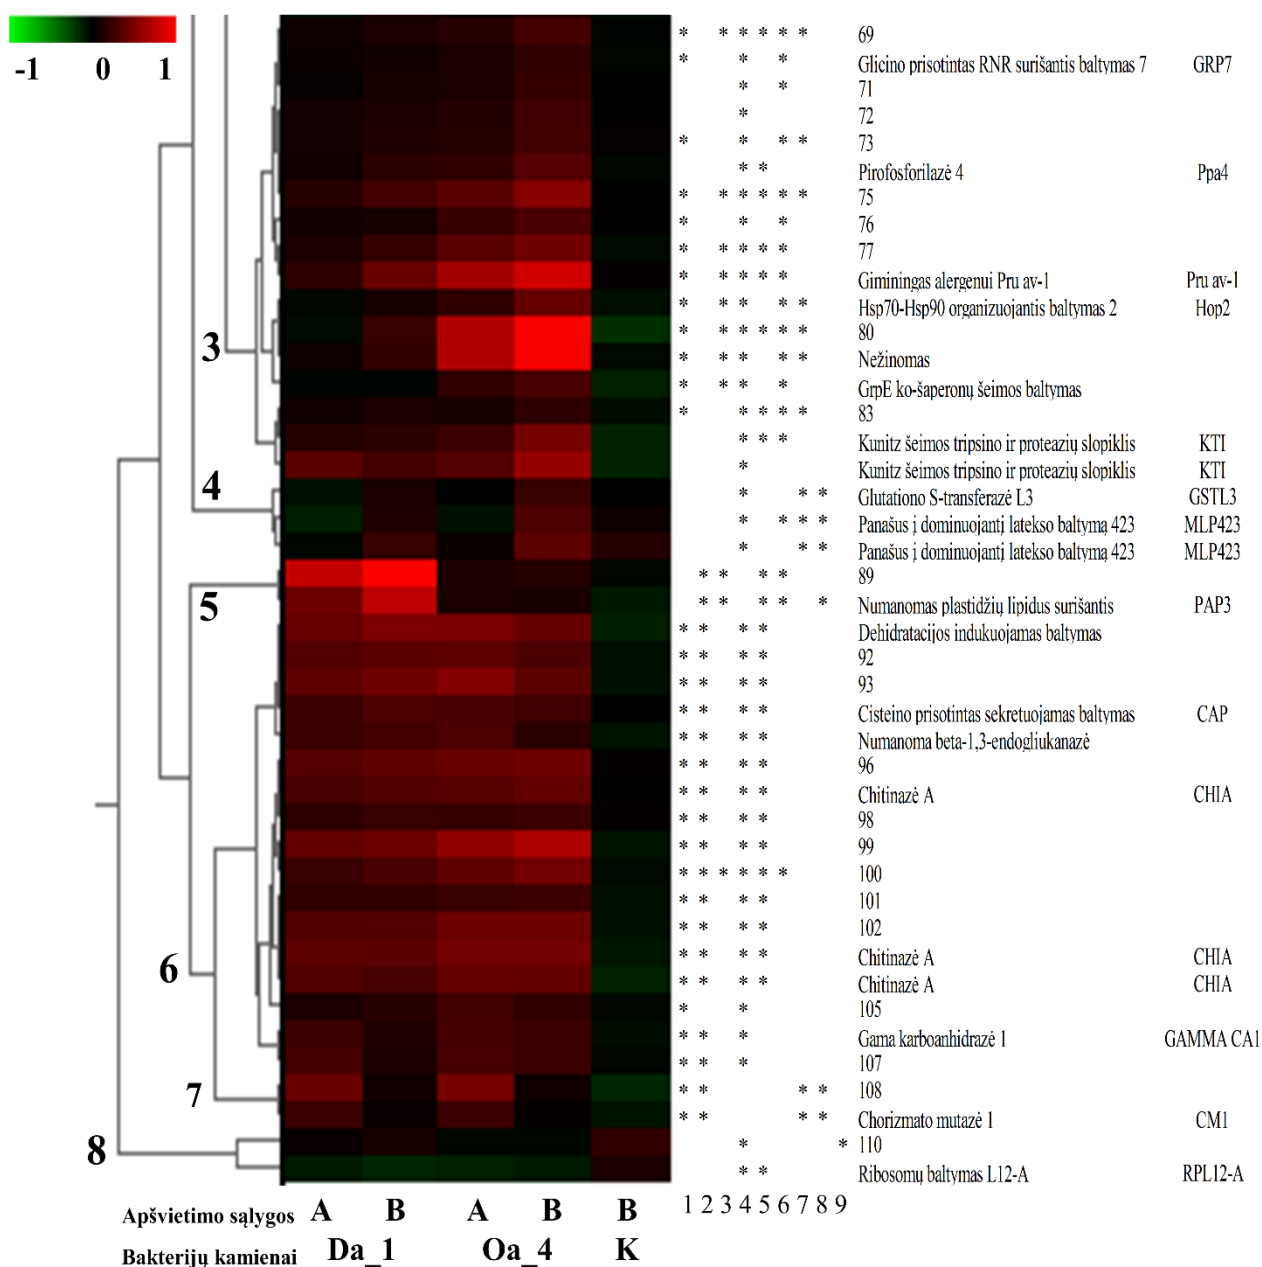 -1 0 1
* * * * * * 69
* * * Glicino prisotintas RNR surišantis baltymas 7 GRP7
* * 71
* 72
* * * * 73
* * Pirofosforilazė 4 Ppa4
* * * * * * 75
* * * 76
* * * * * 77
* * * * * Giminingas alergenui Pru av-1 Pru av-1
* * * * * Hsp70-Hsp90 organizuojantis baltymas 2 Hop2
3
* * * * * * 80
* * * * * Nežinomas
* * * * GrpE ko-šaperonų šeimos baltymas
* * * * * 83
* * * Kunitz šeimos tripsino ir proteazių slopiklis KTI
* Kunitz šeimos tripsino ir proteazių slopiklis KTI
4
* * * Glutationo S-transferazė L3 GSTL3
* * * * Panašus į dominuojantį latekso baltymą 423 MLP423
* * * Panašus į dominuojantį latekso baltymą 423 MLP423
* * * * 89
5
* * * * * Numanomas plastidžių lipidus surišantis PAP3
* * * * Dehidratacijos indukuojamas baltymas
* * * * 92
* * * * 93
* * * * Cisteino prisotintas sekretuojamas baltymas CAP
* * * * Numanoma beta-1,3-endogliukanazė
* * * * 96
* * * * Chitinazė A CHIA
* * * * 98
* * * * 99
* * * * * * 100
* * * * 101
* * * * 102
6
* * * * Chitinazė A CHIA
* * * * Chitinazė A CHIA
* * 105
* * * Gama karboanhidrazė 1 GAMMA CA1
* * * 107
7
* * * * 108
* * * * Chorizmato mutazė 1 CM1
8
* * 110
* * Ribosomų baltymas L12-A RPL12-A
Apšvietimo sąlygos A B A B B 1 2 3 4 5 6 7 8 9
Bakterijų kamienai Da_1 Oa_4 K